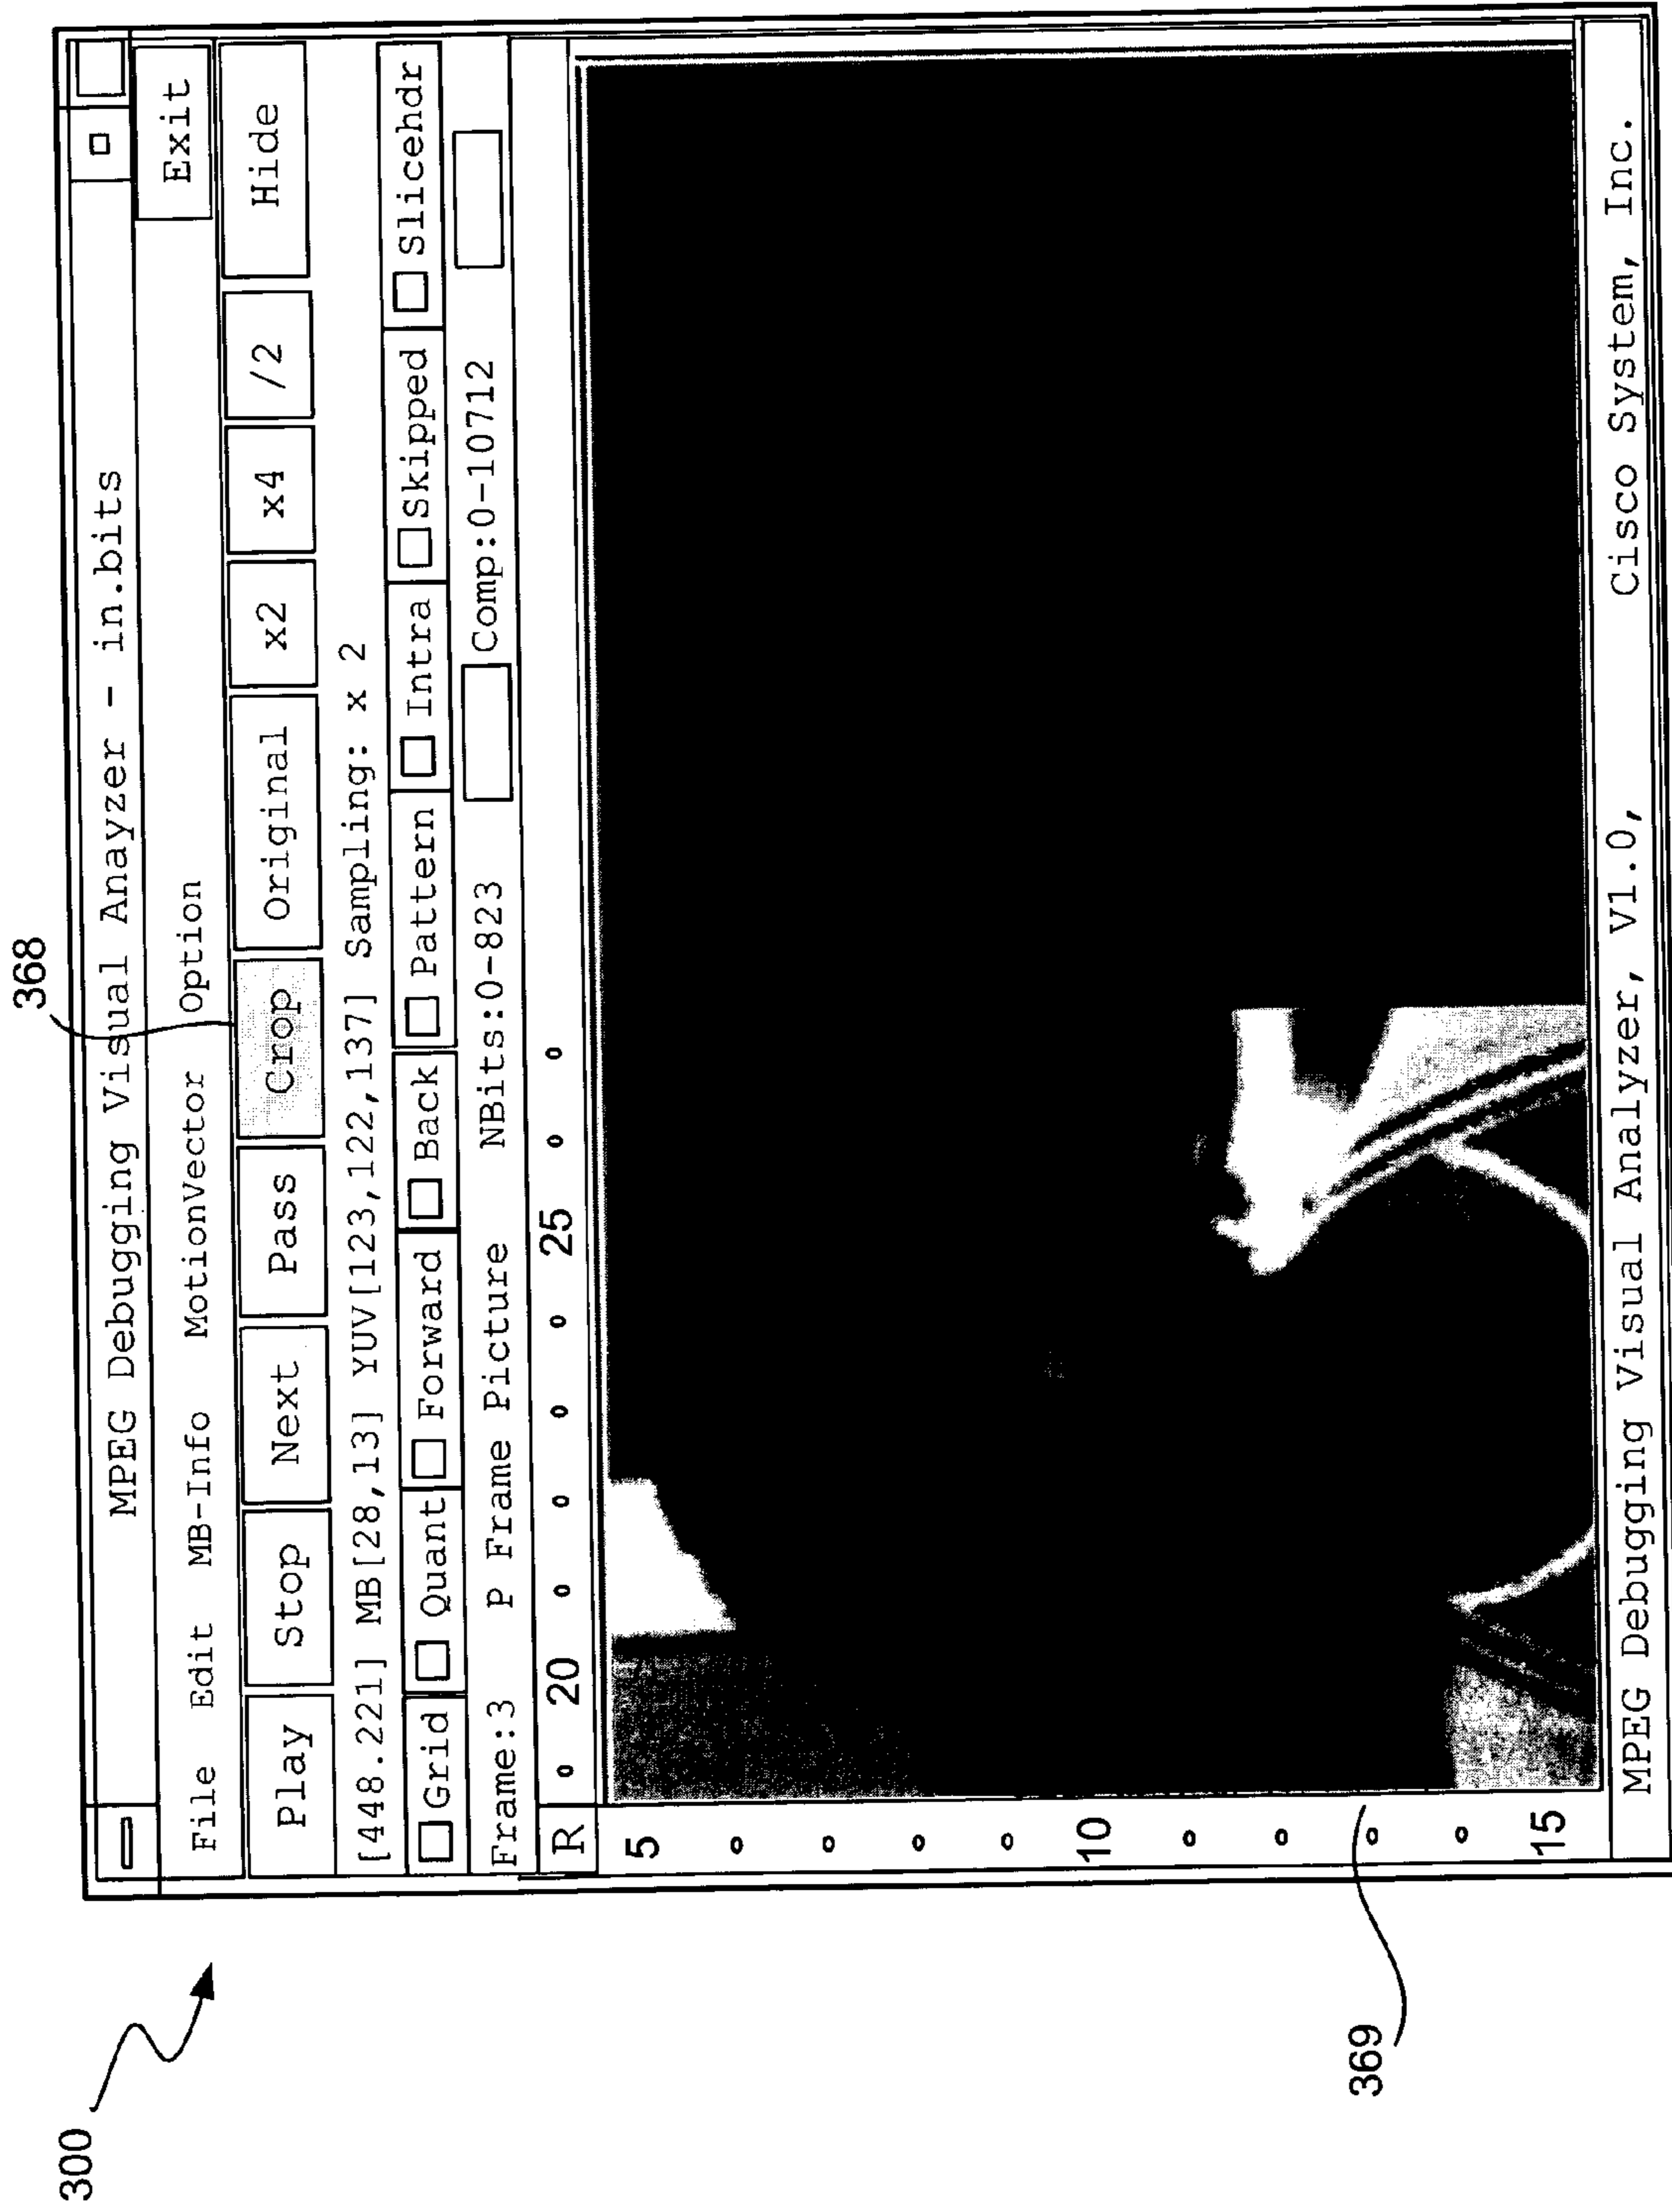 300
368
MPEG Debugging Visual Anayzer - in.bits
File Edit MB-Info MotionVector Option Exit
Play Stop Next Pass Crop Original x2 x4 /2 Hide
[448.221] MB[28,13] YUV[123,122,137] Sampling: x 2
Grid Quant Forward Back Pattern Intra Skipped Slicehdr
Frame:3 P Frame Picture NBits:0-823 Comp:0-10712
R 20 25
5
10
15
369
MPEG Debugging Visual Analyzer, V1.0, Cisco System, Inc.